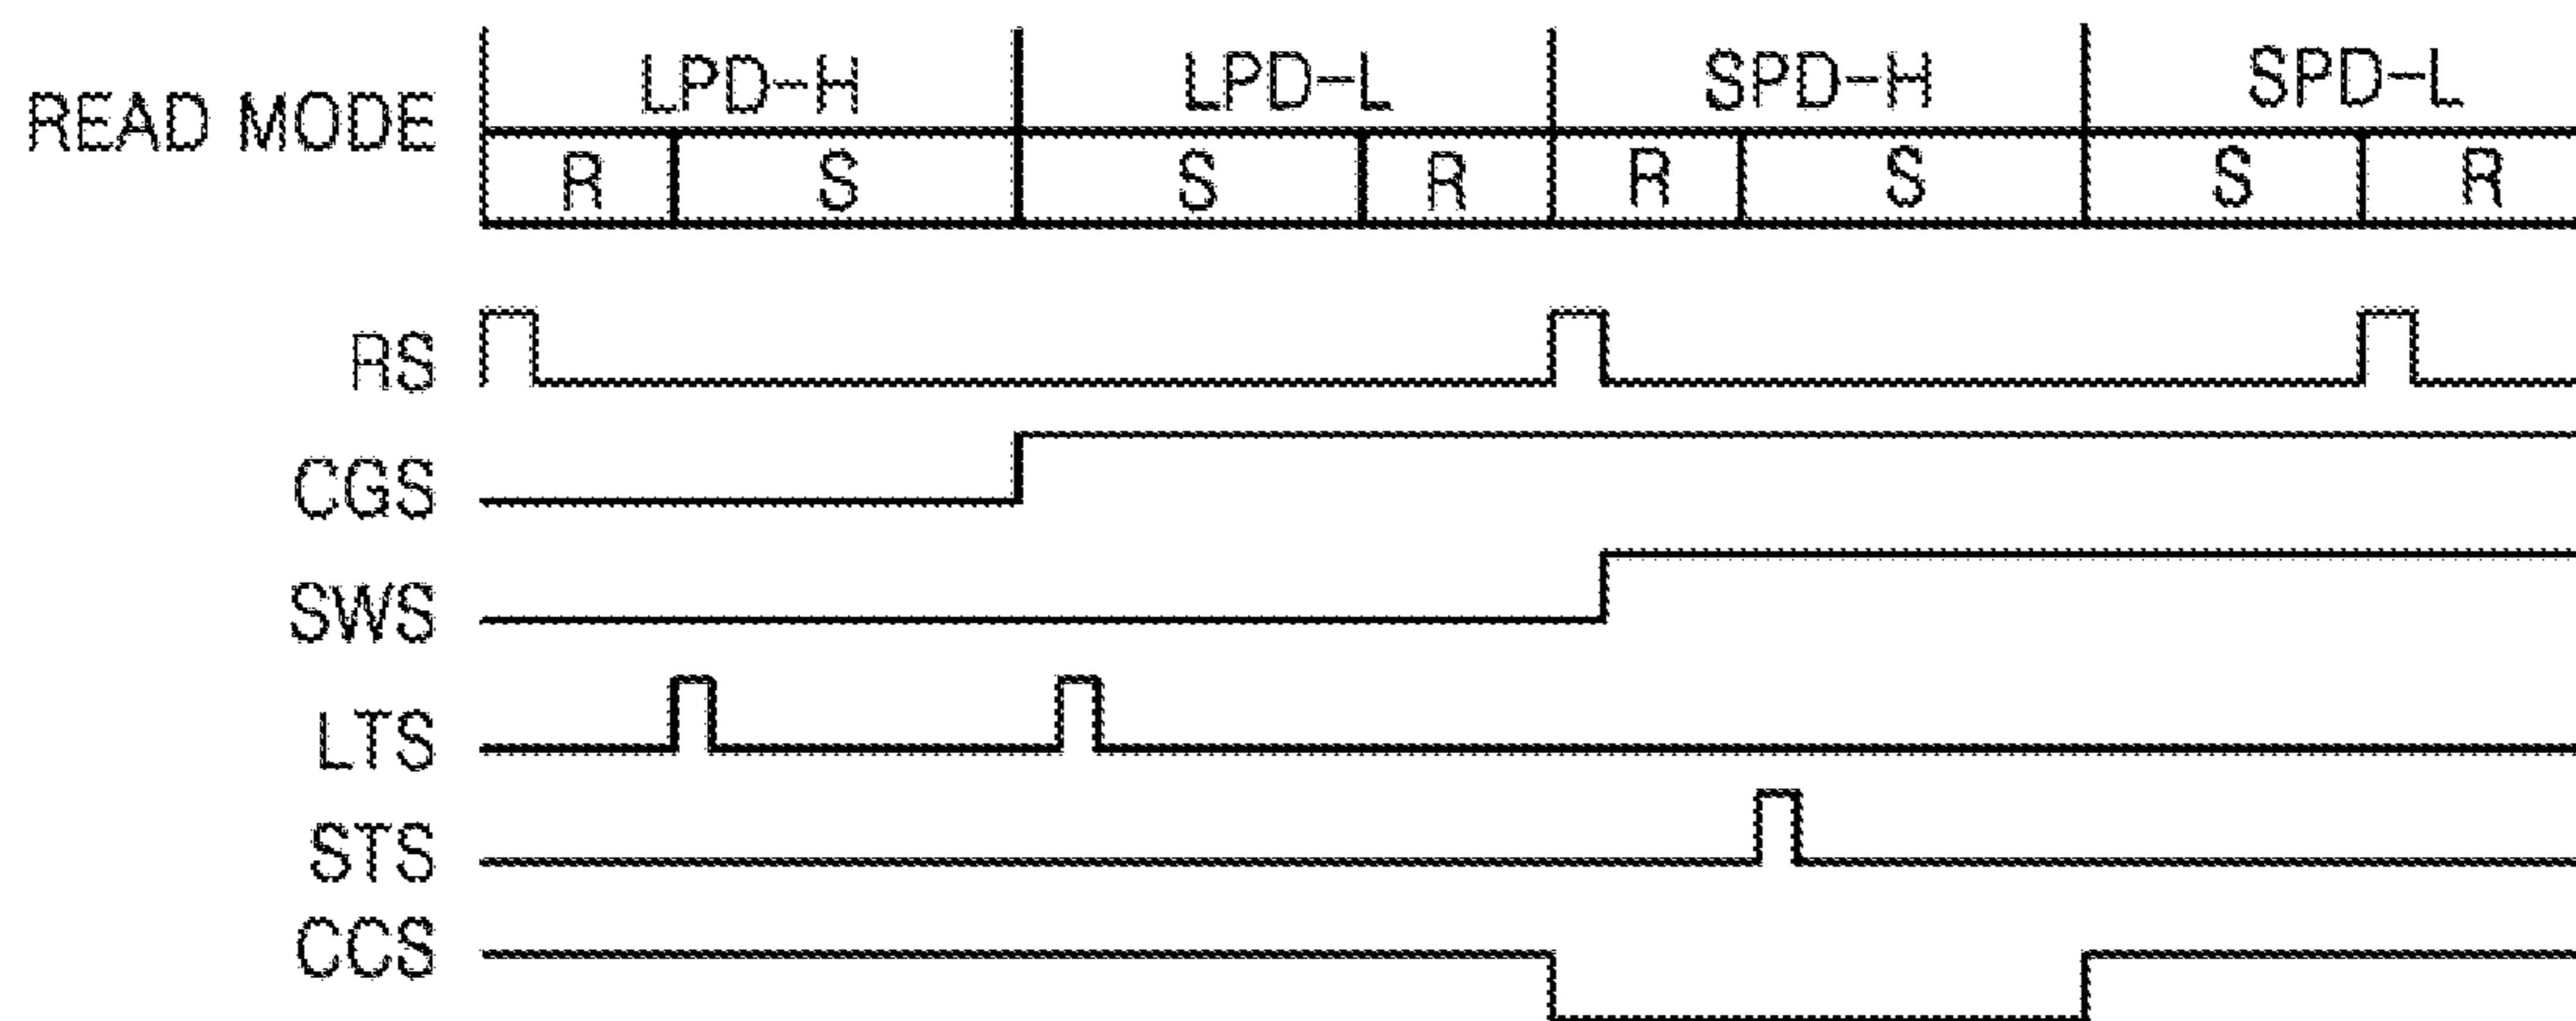 LPD-H LPD-L SPD-H SPD-L
READ MODE
R S S R R S S R
RS
CGS
SWS
LTS
STS
CCS